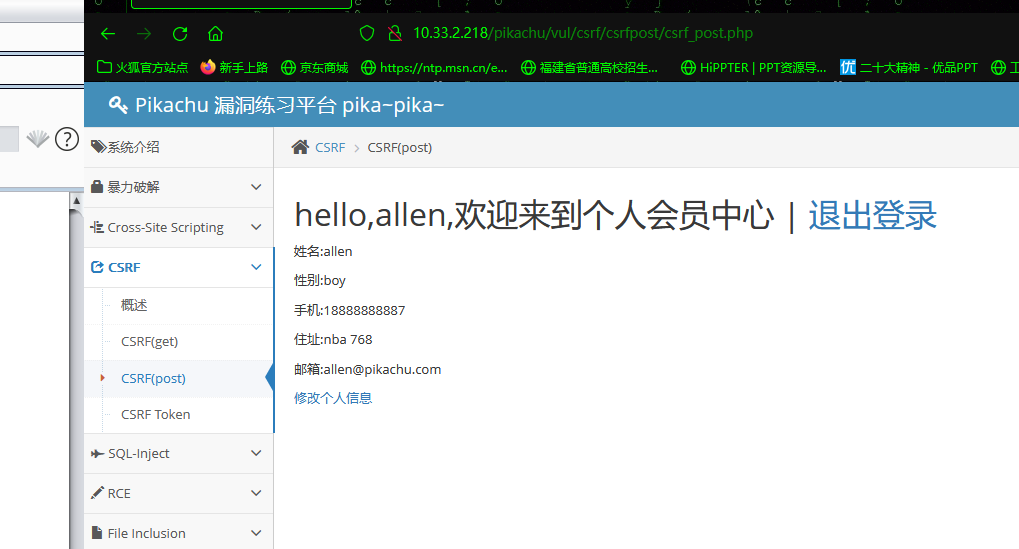 10.33.2.218/pikachu/vul/csrf/csrfpost/csrf_post.php
火狐官方站点 新手上路 京东商城 https://ntp.msn.cn/e... 福建省普通高校招生... HiPPTER | PPT资源导... 优 二十大精神 - 优品PPT
Pikachu 漏洞练习平台 pika~pika~
系统介绍
CSRF > CSRF(post)
暴力破解
Cross-Site Scripting
CSRF
概述
CSRF(get)
CSRF(post)
CSRF Token
SQL-Inject
RCE
File Inclusion
hello,allen,欢迎来到个人会员中心 | 退出登录
姓名:allen
性别:boy
手机:18888888887
住址:nba 768
邮箱:allen@pikachu.com
修改个人信息